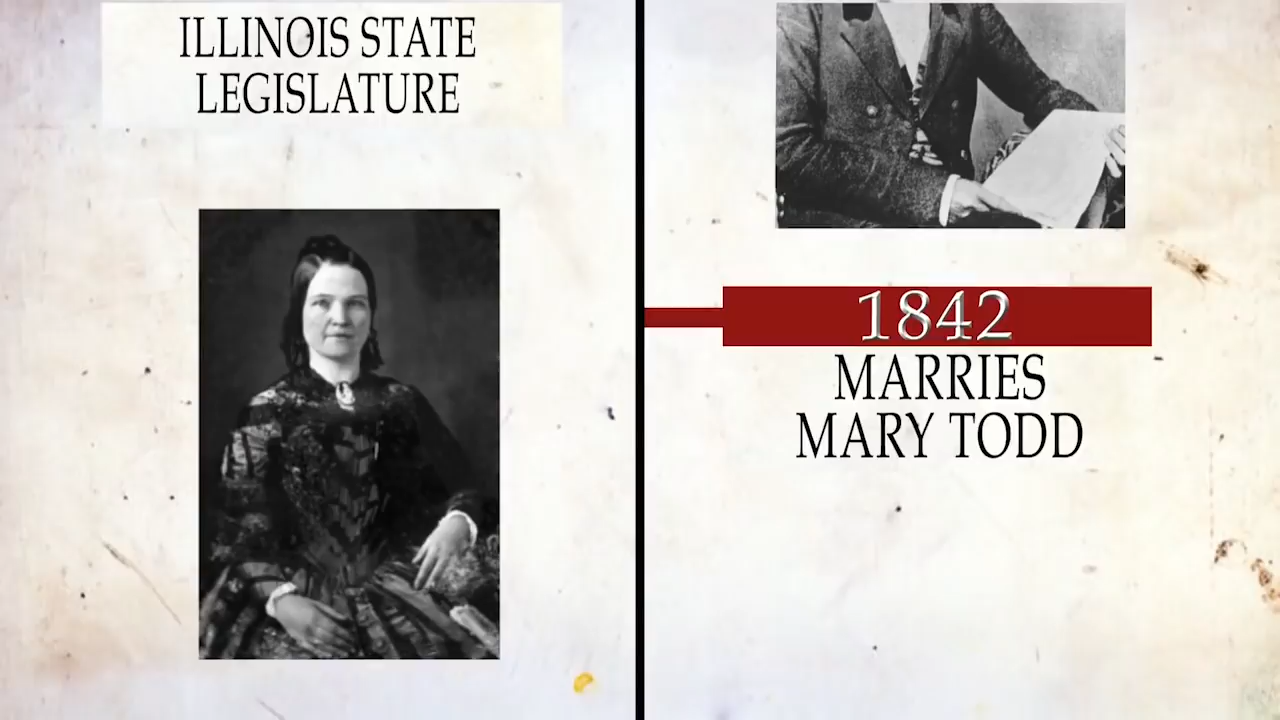 ILLINOIS STATE
LEGISLATURE
1842
MARRIES
MARY TODD